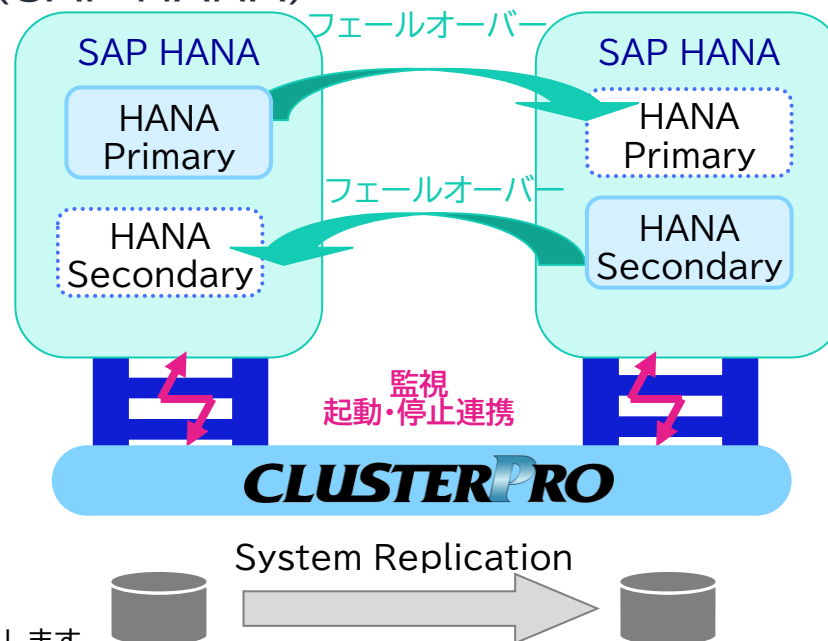 (SAP HANA)
フェールオーバー
SAP HANA
SAP HANA
HANA
Primary
HANA
Primary
フェールオーバー
HANA
Secondary
HANA
Secondary
監視
起動・停止連携
CLUSTERPRO
System Replication
します